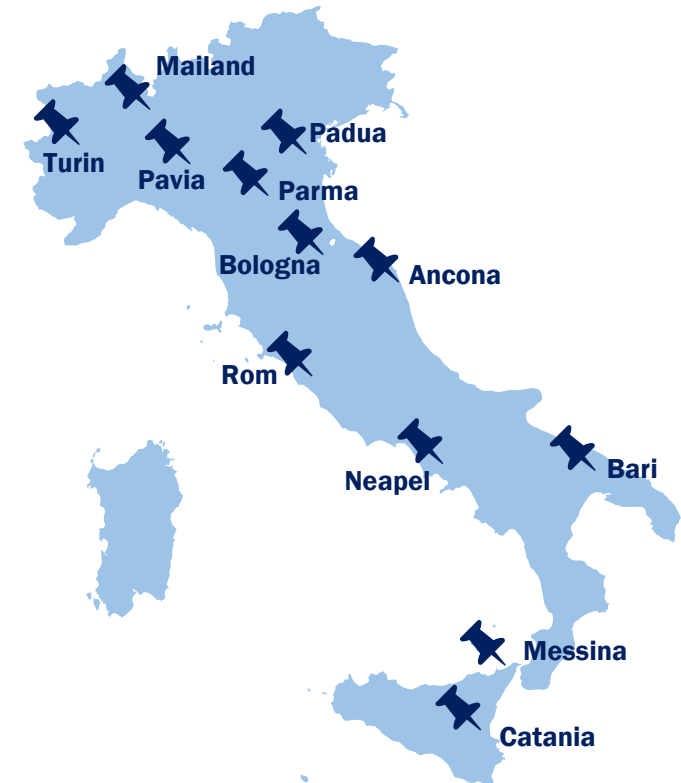 Mailand
Padua
Turin
Pavia
Parma
Bologna
Ancona
Rom
Neapel
Bari
Messina
Catania